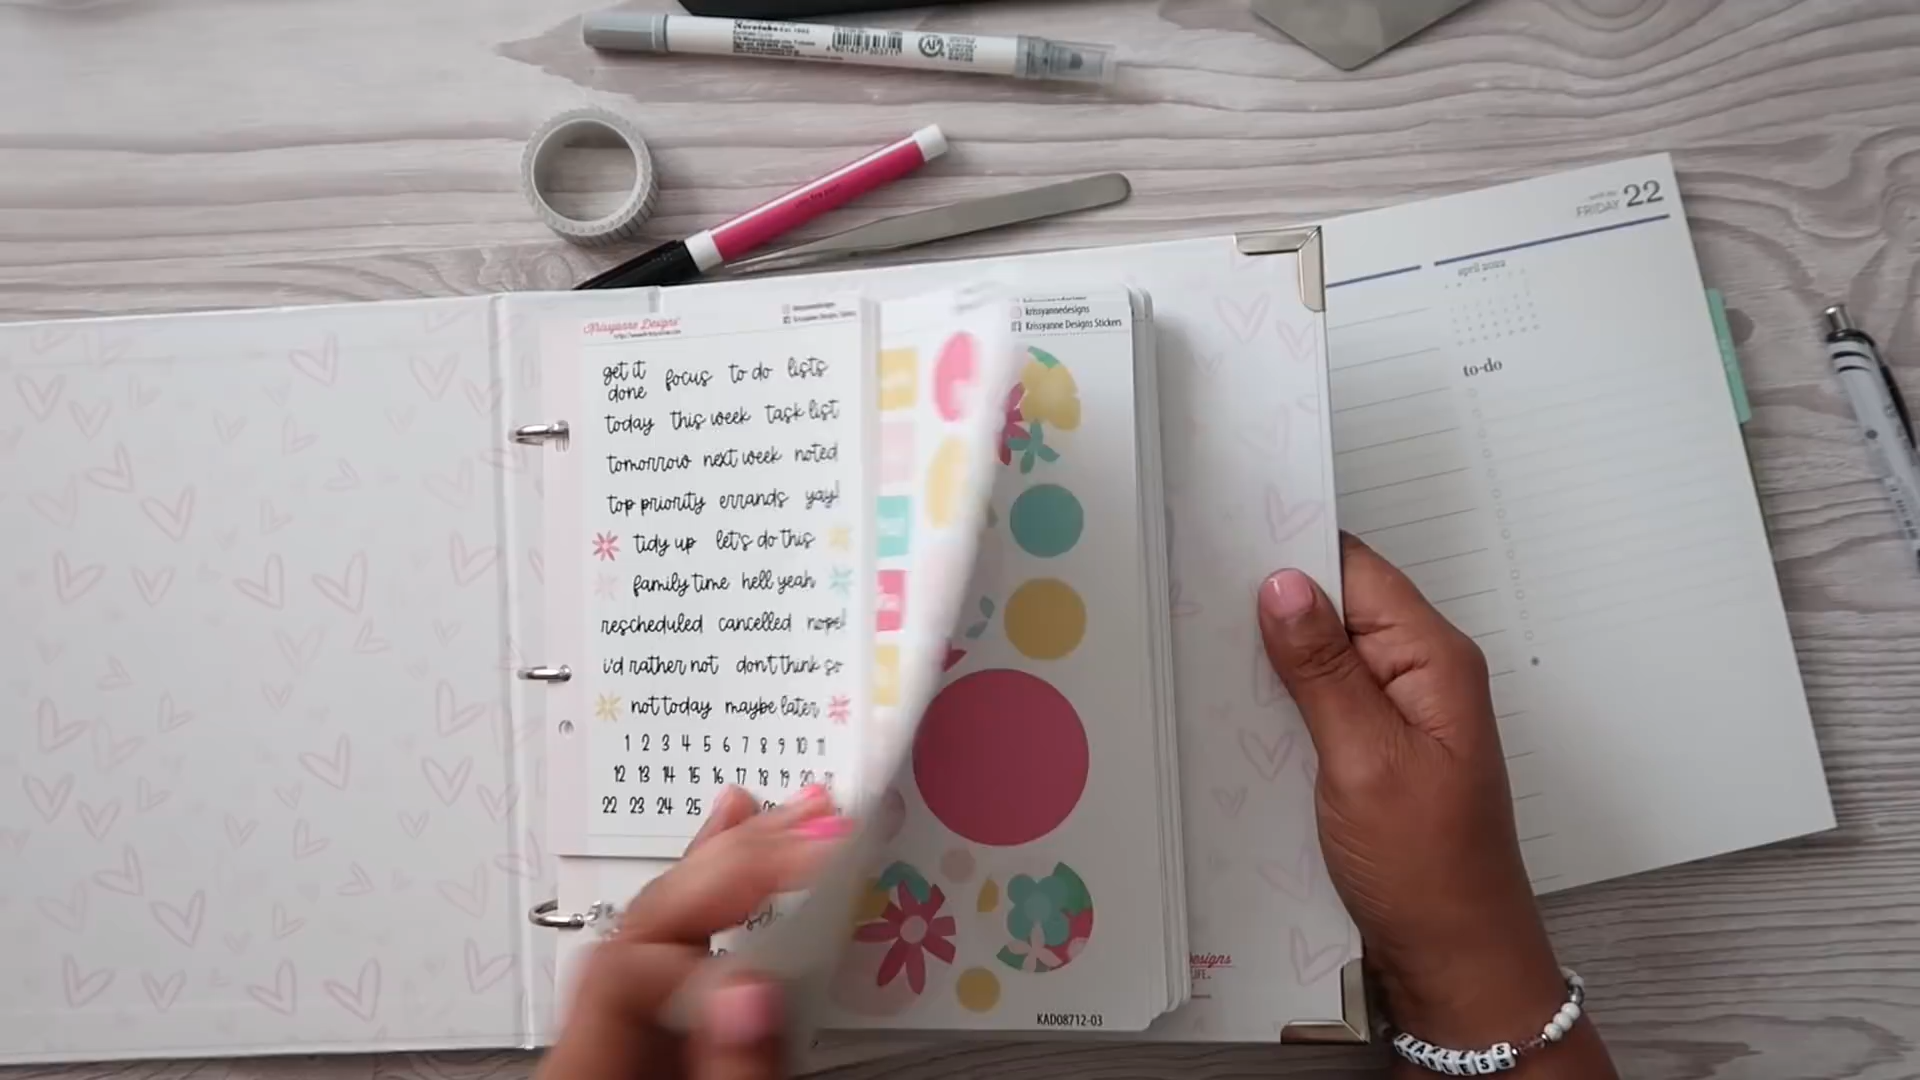 FRIDAY 22
april 2022
to-do
Krissyanne Designs
Krissyanne Designs Stickers
krissyannedesigns
Krissyanne Designs Stickers
get it done focus to do lists
today this week task list
tomorrow next week noted
top priority errands yay!
tidy up let's do this
family time hell yeah
rescheduled cancelled nope!
i'd rather not don't think so
not today maybe later
1 2 3 4 5 6 7 8 9 10 11
12 13 14 15 16 17 18 19 20 21
22 23 24 25
KAD08712-03